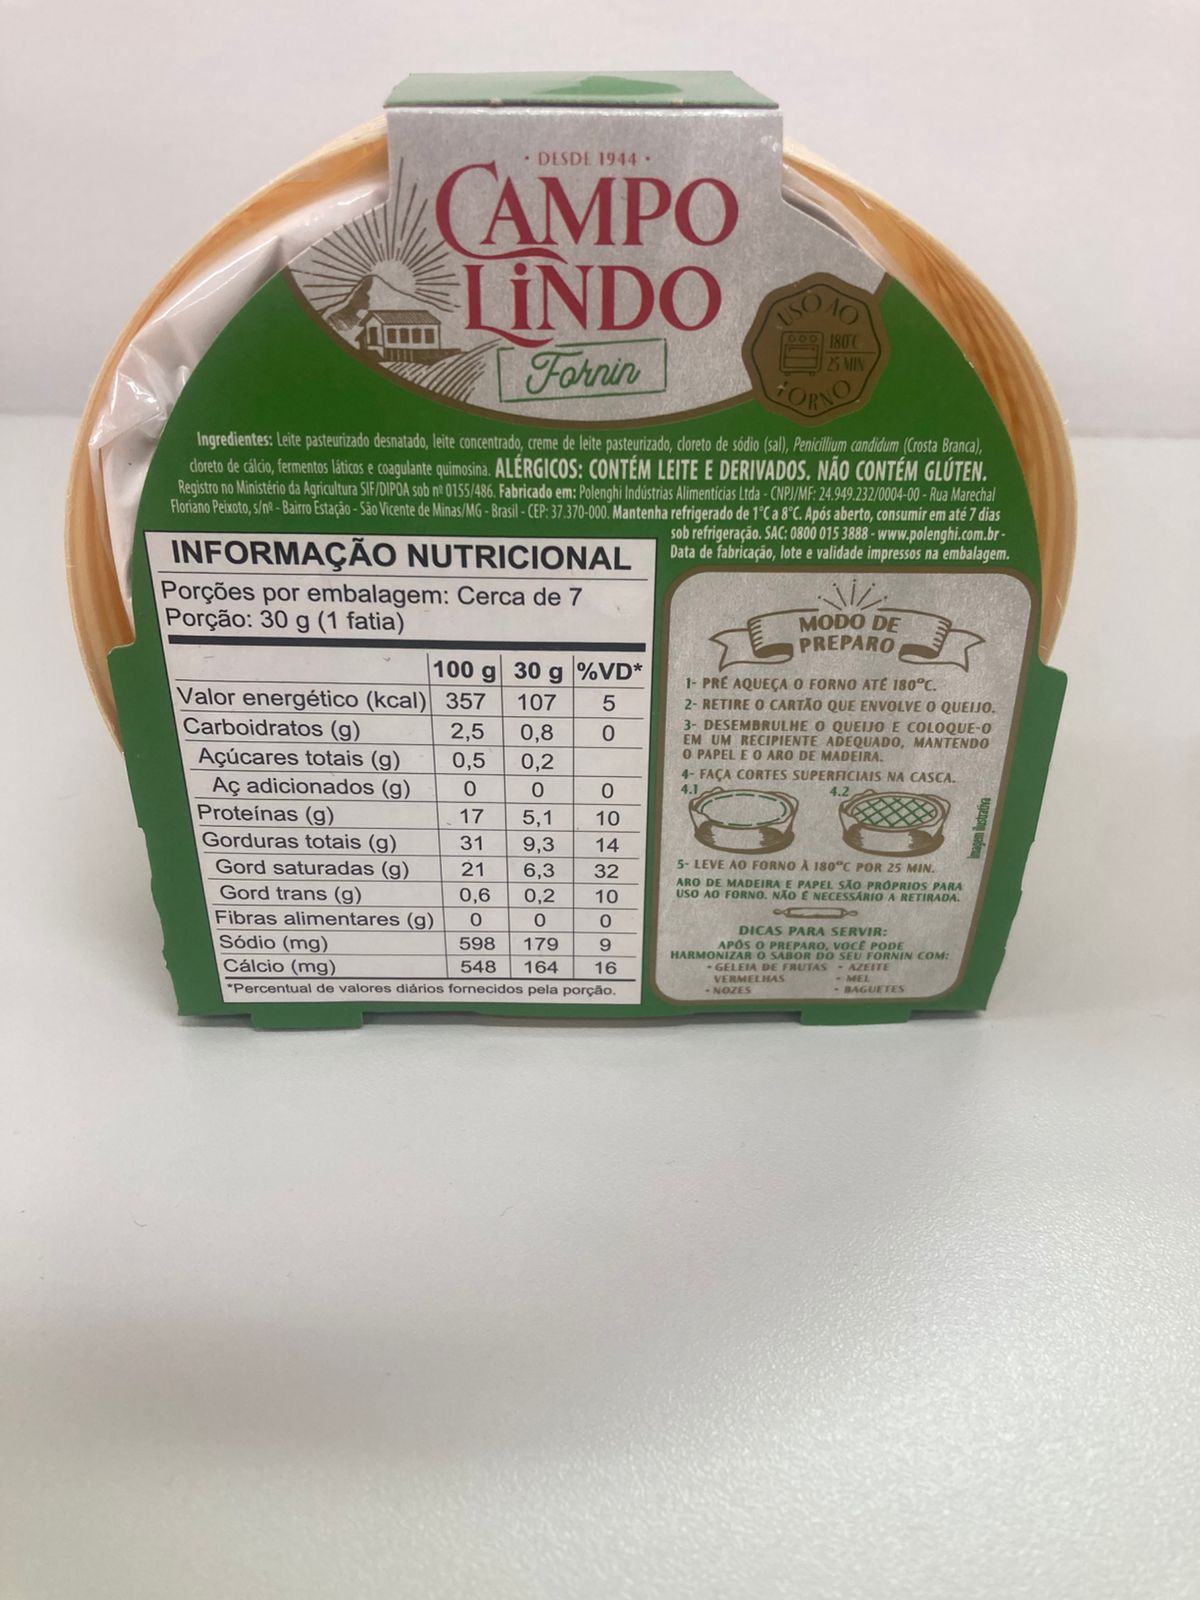 • DESDE 1944 •
CAMPO
LiNDO
Fornin
USO AO
180°C
25 MIN
FORNO
Ingredientes: Leite pasteurizado desnatado, leite concentrado, creme de leite pasteurizado, cloreto de sódio (sal), Penicillium candidum (Crosta Branca),
cloreto de cálcio, fermentos láticos e coagulante quimosina. ALÉRGICOS: CONTÉM LEITE E DERIVADOS. NÃO CONTÉM GLÚTEN.
Registro no Ministério da Agricultura SIF/DIPOA sob nº 0155/486. Fabricado em: Polenghi Indústrias Alimentícias Ltda - CNPJ/MF: 24.949.232/0004-00 - Rua Marechal
Floriano Peixoto, s/nº - Bairro Estação - São Vicente de Minas/MG - Brasil - CEP: 37.370-000. Mantenha refrigerado de 1°C a 8°C. Após aberto, consumir em até 7 dias
sob refrigeração. SAC: 0800 015 3888 - www.polenghi.com.br -
Data de fabricação, lote e validade impressos na embalagem.
INFORMAÇÃO NUTRICIONAL
Porções por embalagem: Cerca de 7
Porção: 30 g (1 fatia)
100 g 30 g %VD*
Valor energético (kcal) 357 107 5
Carboidratos (g) 2,5 0,8 0
Açúcares totais (g) 0,5 0,2
Aç adicionados (g) 0 0 0
Proteínas (g) 17 5,1 10
Gorduras totais (g) 31 9,3 14
Gord saturadas (g) 21 6,3 32
Gord trans (g) 0,6 0,2 10
Fibras alimentares (g) 0 0 0
Sódio (mg) 598 179 9
Cálcio (mg) 548 164 16
*Percentual de valores diários fornecidos pela porção.
MODO DE
PREPARO
1- PRÉ AQUEÇA O FORNO ATÉ 180°C.
2- RETIRE O CARTÃO QUE ENVOLVE O QUEIJO.
3- DESEMBRULHE O QUEIJO E COLOQUE-O
EM UM RECIPIENTE ADEQUADO, MANTENDO
O PAPEL E O ARO DE MADEIRA.
4- FAÇA CORTES SUPERFICIAIS NA CASCA.
4.1 4.2
Imagem ilustrativa
5- LEVE AO FORNO À 180°C POR 25 MIN.
ARO DE MADEIRA E PAPEL SÃO PRÓPRIOS PARA
USO AO FORNO. NÃO É NECESSÁRIO A RETIRADA.
DICAS PARA SERVIR:
APÓS O PREPARO, VOCÊ PODE
HARMONIZAR O SABOR DO SEU FORNIN COM:
• GELEIA DE FRUTAS • AZEITE
VERMELHAS • MEL
• NOZES • BAGUETES